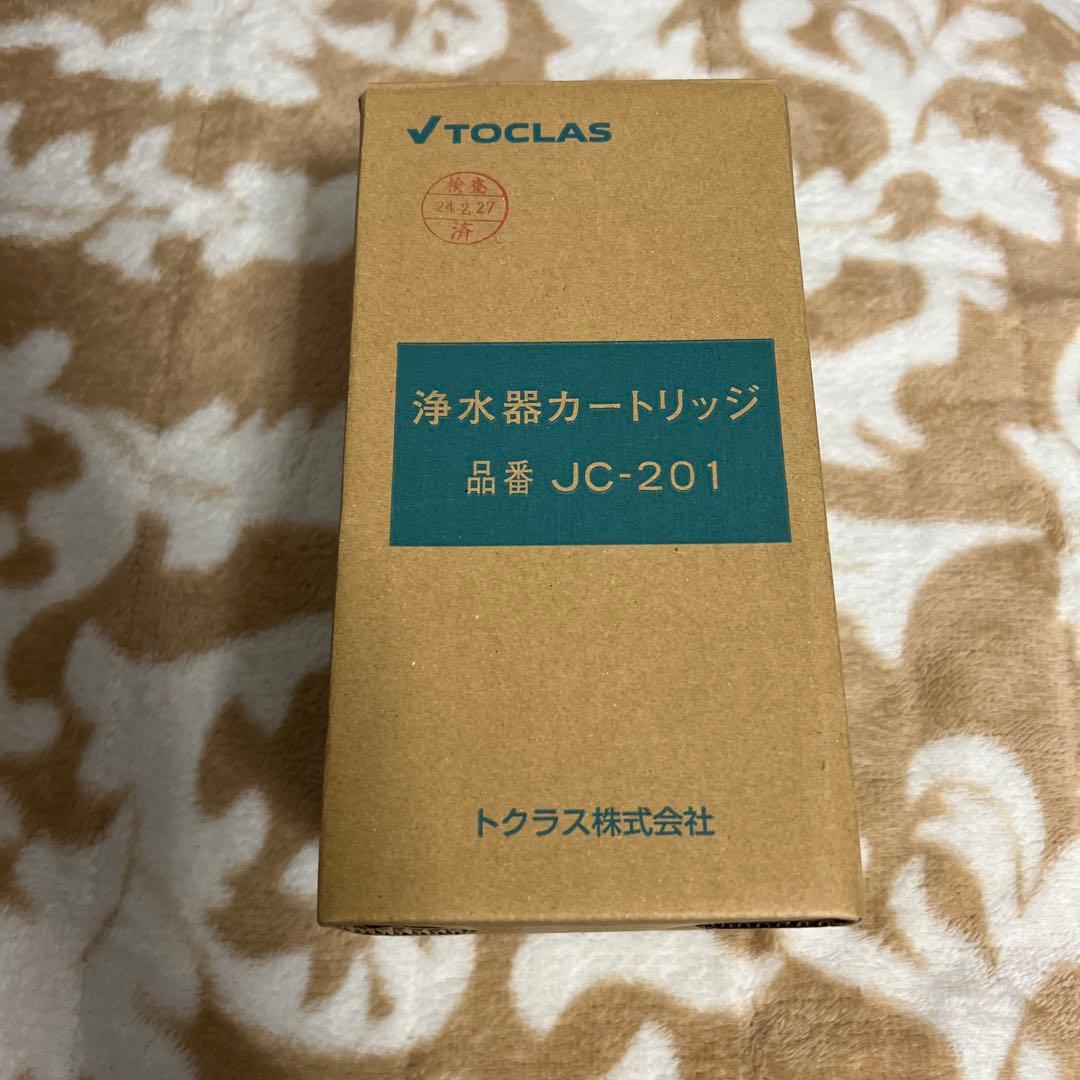 TOCLAS
検査
24.2.27
済
浄水器カートリッジ
品番 JC-201
トクラス株式会社